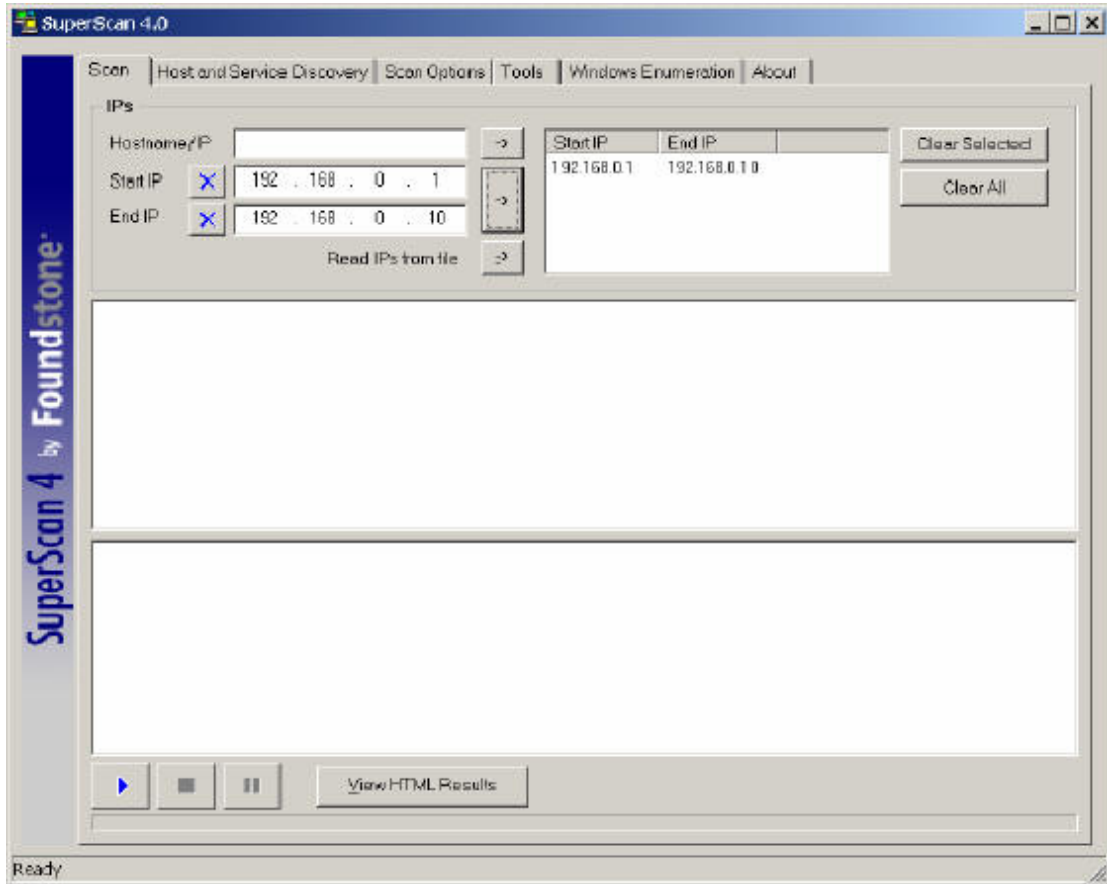 SuperScan 4.0
Scan Host and Service Discovery Scan Options Tools Windows Enumeration About
IPs
Hostname/IP -> Start IP End IP Clear Selected
Start IP X 192 . 168 . 0 . 1 -> 192.168.0.1 192.168.0.10 Clear All
End IP X 192 . 168 . 0 . 10
Read IPs from file ->
SuperScan 4 by Foundstone
View HTML Results
Ready